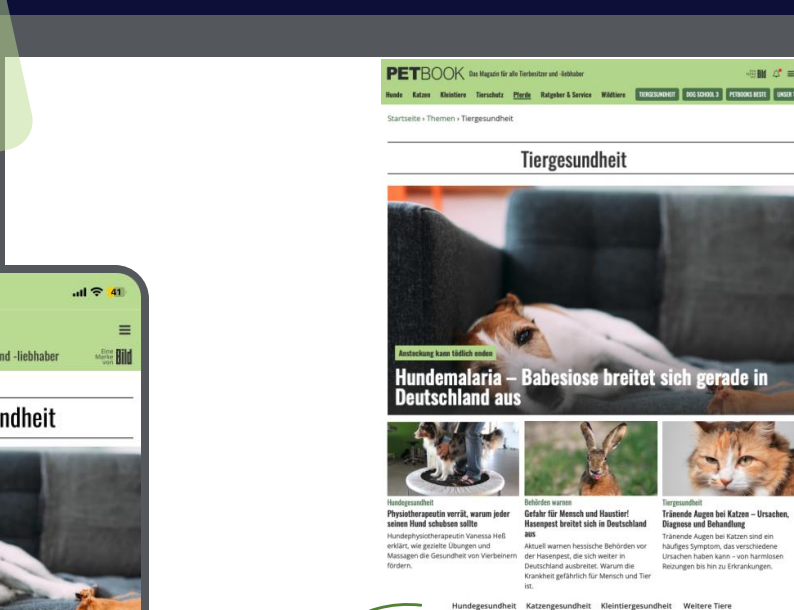 PETBOOK Das Magazin für alle Tierbesitzer und -liebhaber
Eine Marke von Bild
Hunde Katzen Kleintiere Tierschutz Pferde Ratgeber & Service Wildtiere TIERGESUNDHEIT DOG SCHOOL 3 PETBOOKS BESTE UNSER
Startseite › Themen › Tiergesundheit
Tiergesundheit
Ansteckung kann tödlich enden
Hundemalaria – Babesiose breitet sich gerade in
Deutschland aus
Hundegesundheit
Physiotherapeutin verrät, warum jeder
seinen Hund schubsen sollte
Hundephysiotherapeutin Vanessa Heß
erklärt, wie gezielte Übungen und
Massagen die Gesundheit von Vierbeinern
fördern.
Behörden warnen
Gefahr für Mensch und Haustier!
Hasenpest breitet sich in Deutschland
aus
Aktuell warnen hessische Behörden vor
der Hasenpest, die sich weiter in
Deutschland ausbreitet. Warum die
Krankheit gefährlich für Mensch und Tier
ist.
Tiergesundheit
Tränende Augen bei Katzen – Ursachen,
Diagnose und Behandlung
Tränende Augen bei Katzen sind ein
häufiges Symptom, das verschiedene
Ursachen haben kann – von harmlosen
Reizungen bis hin zu Erkrankungen.
Hundegesundheit Katzengesundheit Kleintiergesundheit Weitere Tiere
41
nd -liebhaber
Eine Marke von Bild
ndheit